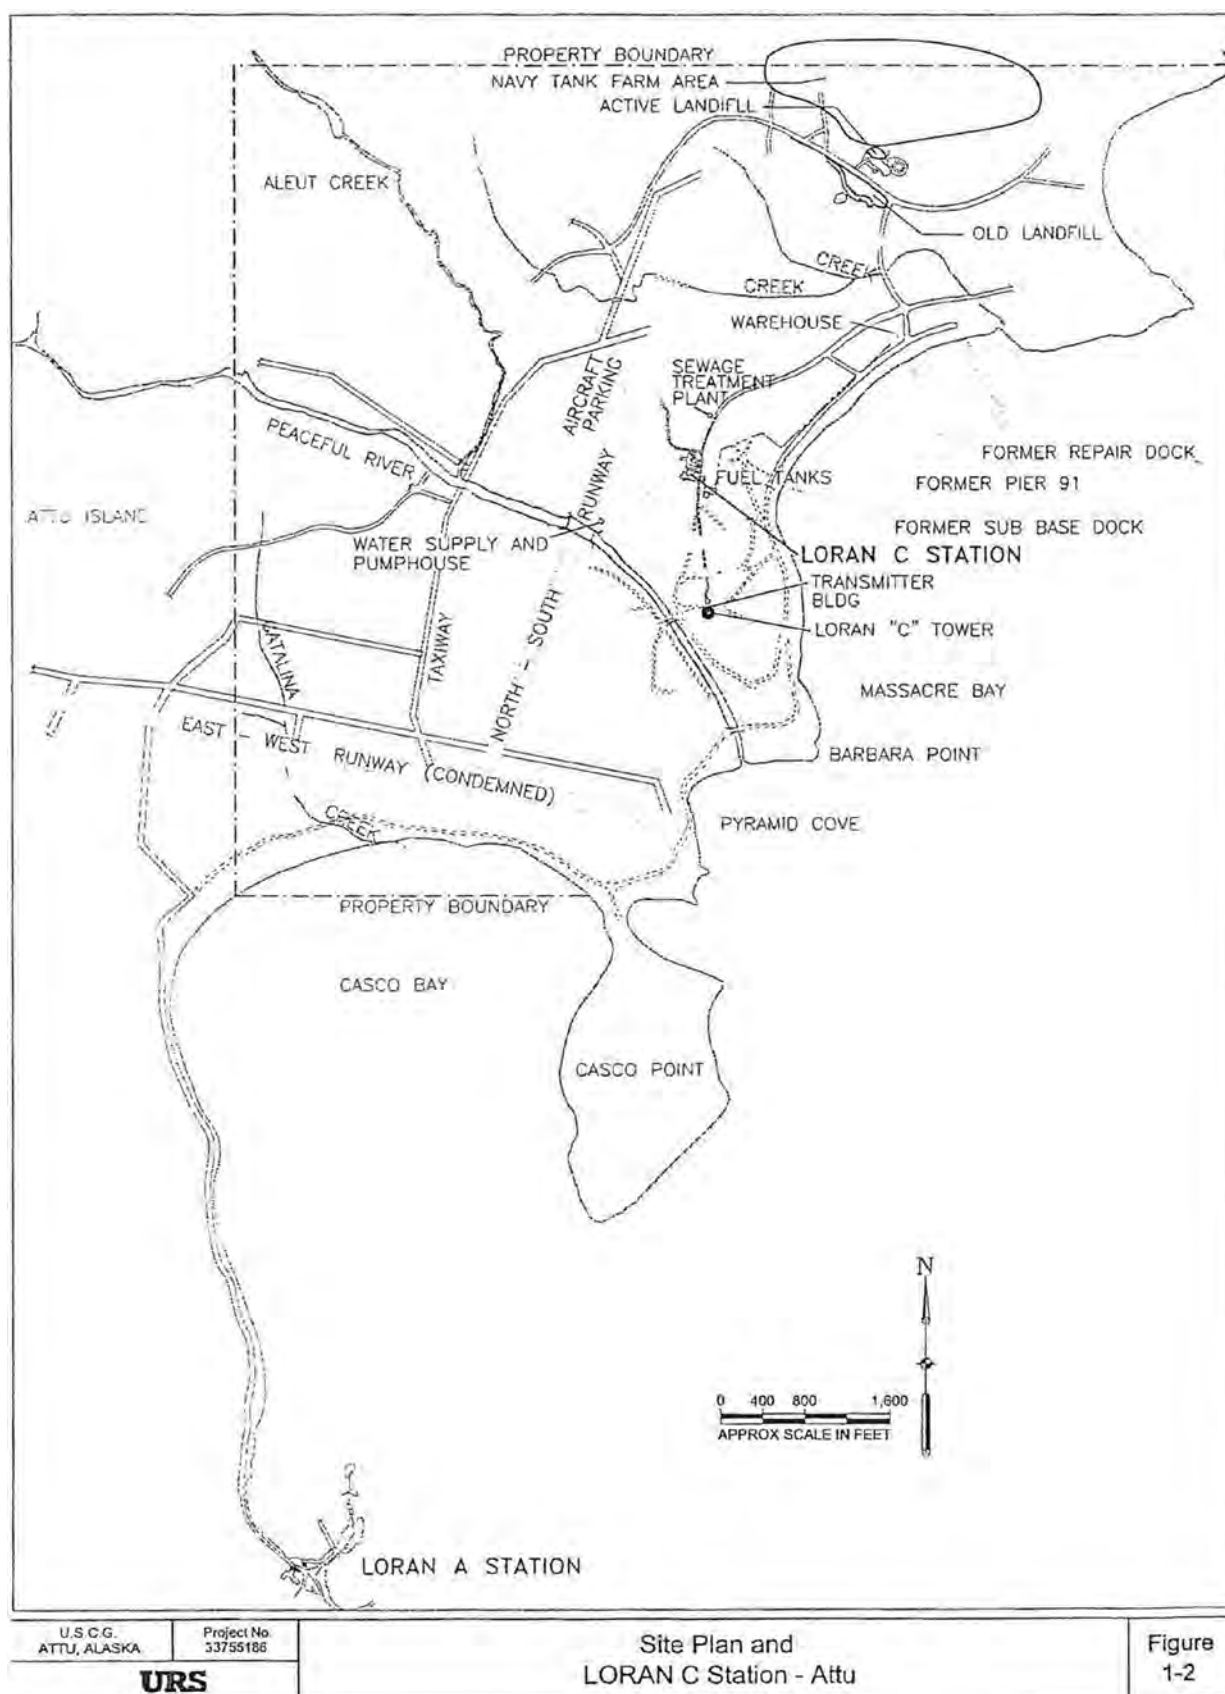 PROPERTY BOUNDARY
NAVY TANK FARM AREA
ACTIVE LANDIFLL
ALEUT CREEK
OLD LANDFILL
CREEK
CREEK
WAREHOUSE
SEWAGE
TREATMENT
PLANT
AIRCRAFT
PARKING
PEACEFUL RIVER
FORMER REPAIR DOCK
FUEL TANKS
FORMER PIER 91
RUNWAY
ATTU ISLAND
FORMER SUB BASE DOCK
WATER SUPPLY AND
PUMPHOUSE
LORAN C STATION
TRANSMITTER
BLDG
LORAN "C" TOWER
CATALINA
TAXIWAY
NORTH - SOUTH
MASSACRE BAY
EAST - WEST RUNWAY (CONDEMNED)
BARBARA POINT
CREEK
PYRAMID COVE
PROPERTY BOUNDARY
CASCO BAY
CASCO POINT
N
0 400 800 1,600
APPROX SCALE IN FEET
LORAN A STATION
U.S.C.G.
ATTU, ALASKA
Project No.
33755186
URS
Site Plan and
LORAN C Station - Attu
Figure
1-2